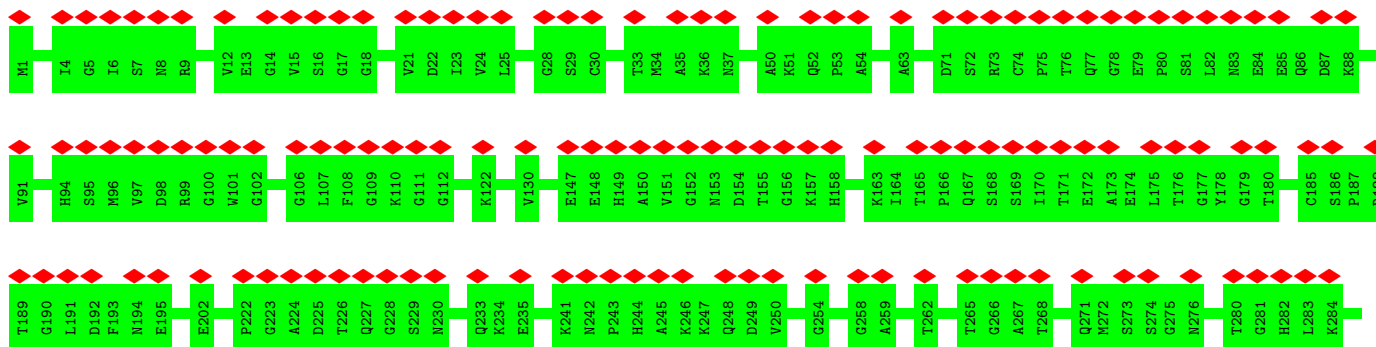 M1 I4 G5 I6 S7 N8 R9 V12 E13 G14 V15 S16 G17 G18 V21 D22 I23 V24 L25 G28 S29 C30 T33 M34 A35 K36 N37 A50 K51 Q52 P53 A54 A63 D71 S72 R73 C74 P75 T76 Q77 G78 E79 P80 S81 L82 N83 E84 E85 Q86 D87 K88
V91 H94 S95 M96 V97 D98 R99 G100 W101 G102 G106 L107 F108 G109 K110 G111 G112 K122 V130 E147 E148 H149 A150 V151 G152 N153 D154 T155 G156 K157 H158 K163 I164 T165 P166 Q167 S168 S169 I170 T171 E172 A173 E174 L175 T176 G177 Y178 G179 T180 C185 S186 P187
T189 G190 L191 D192 F193 N194 E195 E202 P222 G223 A224 D225 T226 Q227 G228 S229 N230 Q233 K234 E235 K241 N242 P243 H244 A245 K246 K247 Q248 D249 V250 G254 G258 A259 T262 T265 G266 A267 T268 Q271 M272 S273 S274 G275 N276 T280 G281 H282 L283 K284